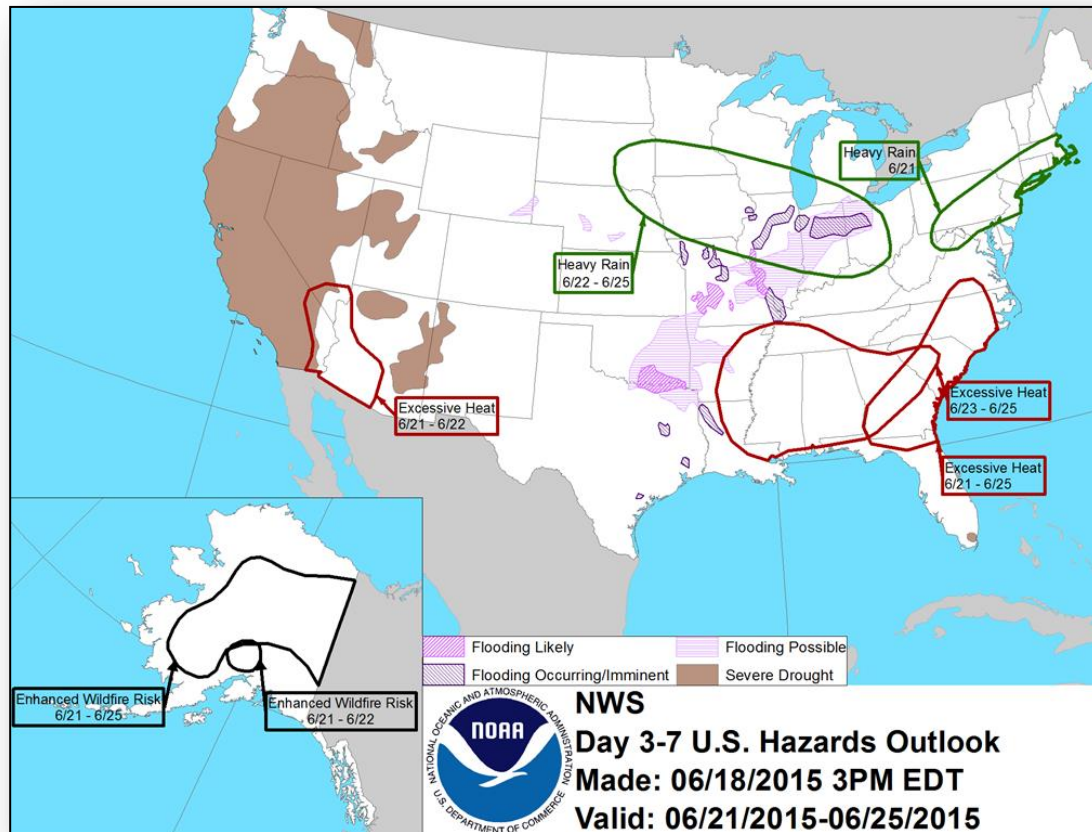 Heavy Rain
6/21
Heavy Rain
6/22 - 6/25
Excessive Heat
6/21 - 6/22
Excessive Heat
6/23 - 6/25
Excessive Heat
6/21 - 6/25
Enhanced Wildfire Risk
6/21 - 6/25
Enhanced Wildfire Risk
6/21 - 6/22
Flooding Likely
Flooding Possible
Flooding Occurring/Imminent
Severe Drought
NATIONAL OCEANIC AND ATMOSPHERIC ADMINISTRATION
NOAA
U.S. DEPARTMENT OF COMMERCE
NWS
Day 3-7 U.S. Hazards Outlook
Made: 06/18/2015 3PM EDT
Valid: 06/21/2015-06/25/2015